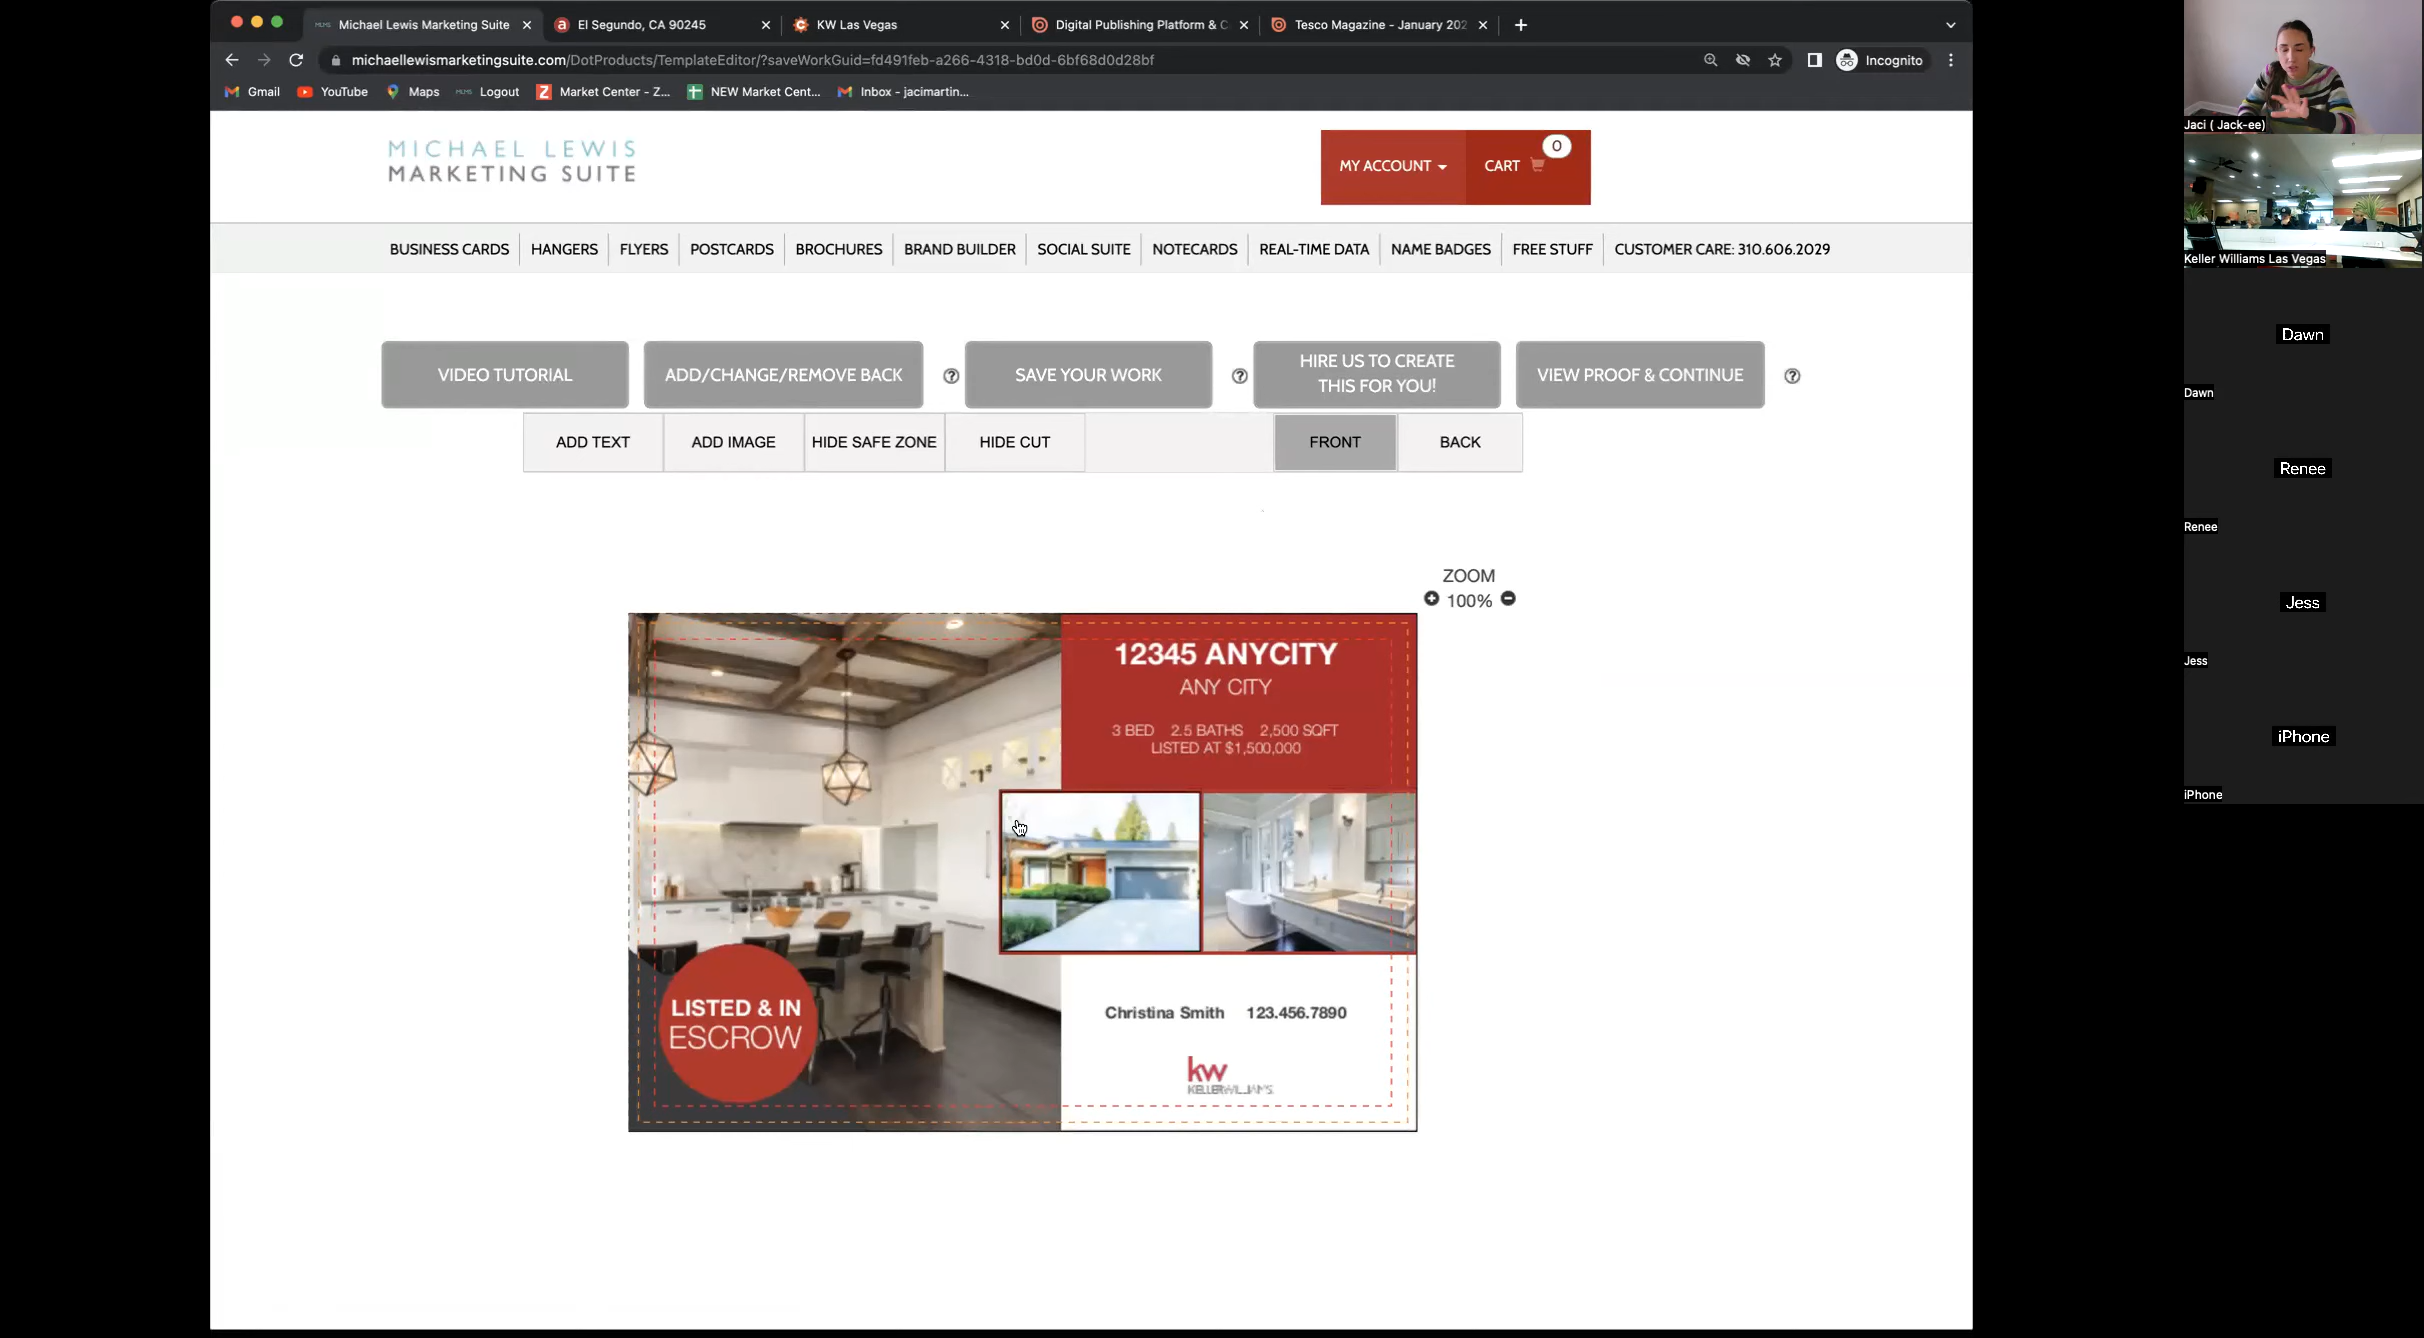 Michael Lewis Marketing Suite
El Segundo, CA 90245
KW Las Vegas
Digital Publishing Platform & C
Tesco Magazine - January 202
michaellewismarketingsuite.com/DotProducts/TemplateEditor/?saveWorkGuid=fd491feb-a266-4318-bd0d-6bf68d0d28bf
Incognito
Gmail
YouTube
Maps
Logout
Market Center - Z...
NEW Market Cent...
Inbox - jacimartin...
MICHAEL LEWIS
MARKETING SUITE
MY ACCOUNT
CART
0
BUSINESS CARDS
HANGERS
FLYERS
POSTCARDS
BROCHURES
BRAND BUILDER
SOCIAL SUITE
NOTECARDS
REAL-TIME DATA
NAME BADGES
FREE STUFF
CUSTOMER CARE: 310.606.2029
VIDEO TUTORIAL
ADD/CHANGE/REMOVE BACK
?
SAVE YOUR WORK
?
HIRE US TO CREATE
THIS FOR YOU!
VIEW PROOF & CONTINUE
?
ADD TEXT
ADD IMAGE
HIDE SAFE ZONE
HIDE CUT
FRONT
BACK
ZOOM
100%
12345 ANYCITY
ANY CITY
3 BED 2.5 BATHS 2,500 SQFT
LISTED AT $1,500,000
LISTED & IN
ESCROW
Christina Smith 123.456.7890
kw
KELLERWILLIAMS.
Jaci ( Jack-ee)
Keller Williams Las Vegas
Dawn
Dawn
Renee
Renee
Jess
Jess
iPhone
iPhone